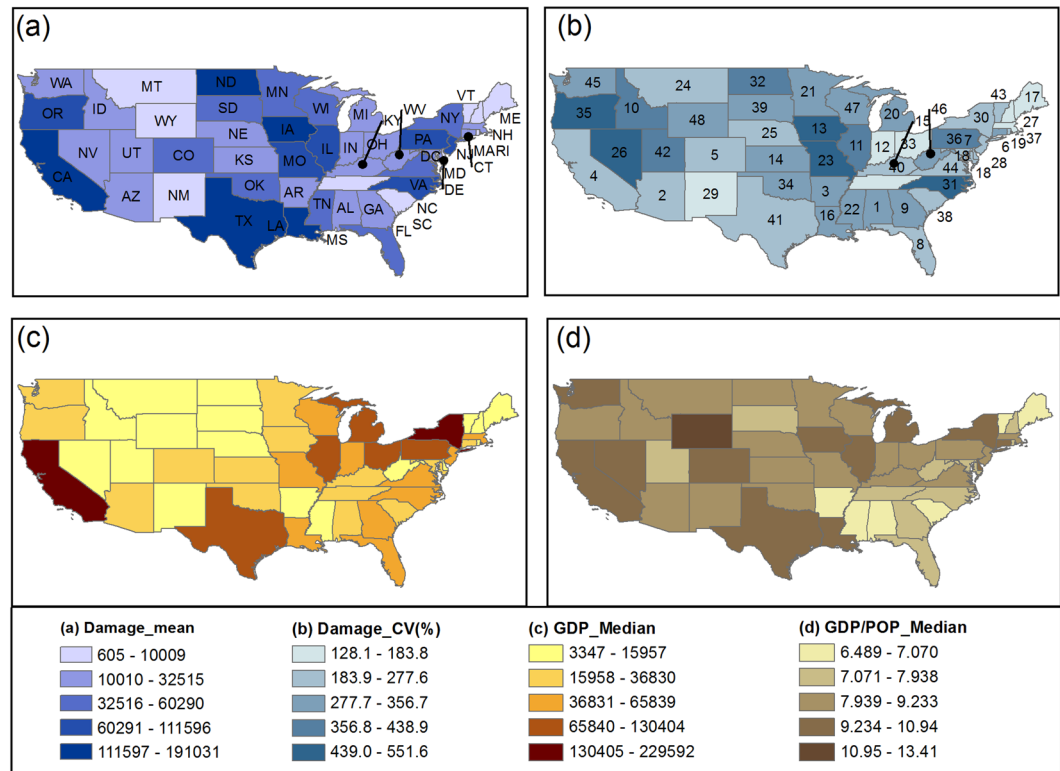 (a)
WA
MT
ND
MN
VT
ME
OR
ID
SD
WI
MI
KY
WV
NY
NH
WY
IA
PA
MARI
NV
UT
NE
IL
IN
OH
DC
NJ
CT
CA
CO
KS
MO
MD
DE
VA
AZ
NM
OK
AR
TN
AL
GA
NC
SC
TX
LA
MS
FL
(b)
45
24
32
21
46
43
17
35
10
48
39
47
20
15
30
27
26
42
25
13
11
12
33
36
7
6
19
37
4
5
14
23
40
18
18
28
44
31
2
29
34
3
41
16
22
1
9
38
8
(c)
(d)
(a) Damage_mean
605 - 10009
10010 - 32515
32516 - 60290
60291 - 111596
111597 - 191031
(b) Damage_CV(%)
128.1 - 183.8
183.9 - 277.6
277.7 - 356.7
356.8 - 438.9
439.0 - 551.6
(c) GDP_Median
3347 - 15957
15958 - 36830
36831 - 65839
65840 - 130404
130405 - 229592
(d) GDP/POP_Median
6.489 - 7.070
7.071 - 7.938
7.939 - 9.233
9.234 - 10.94
10.95 - 13.41